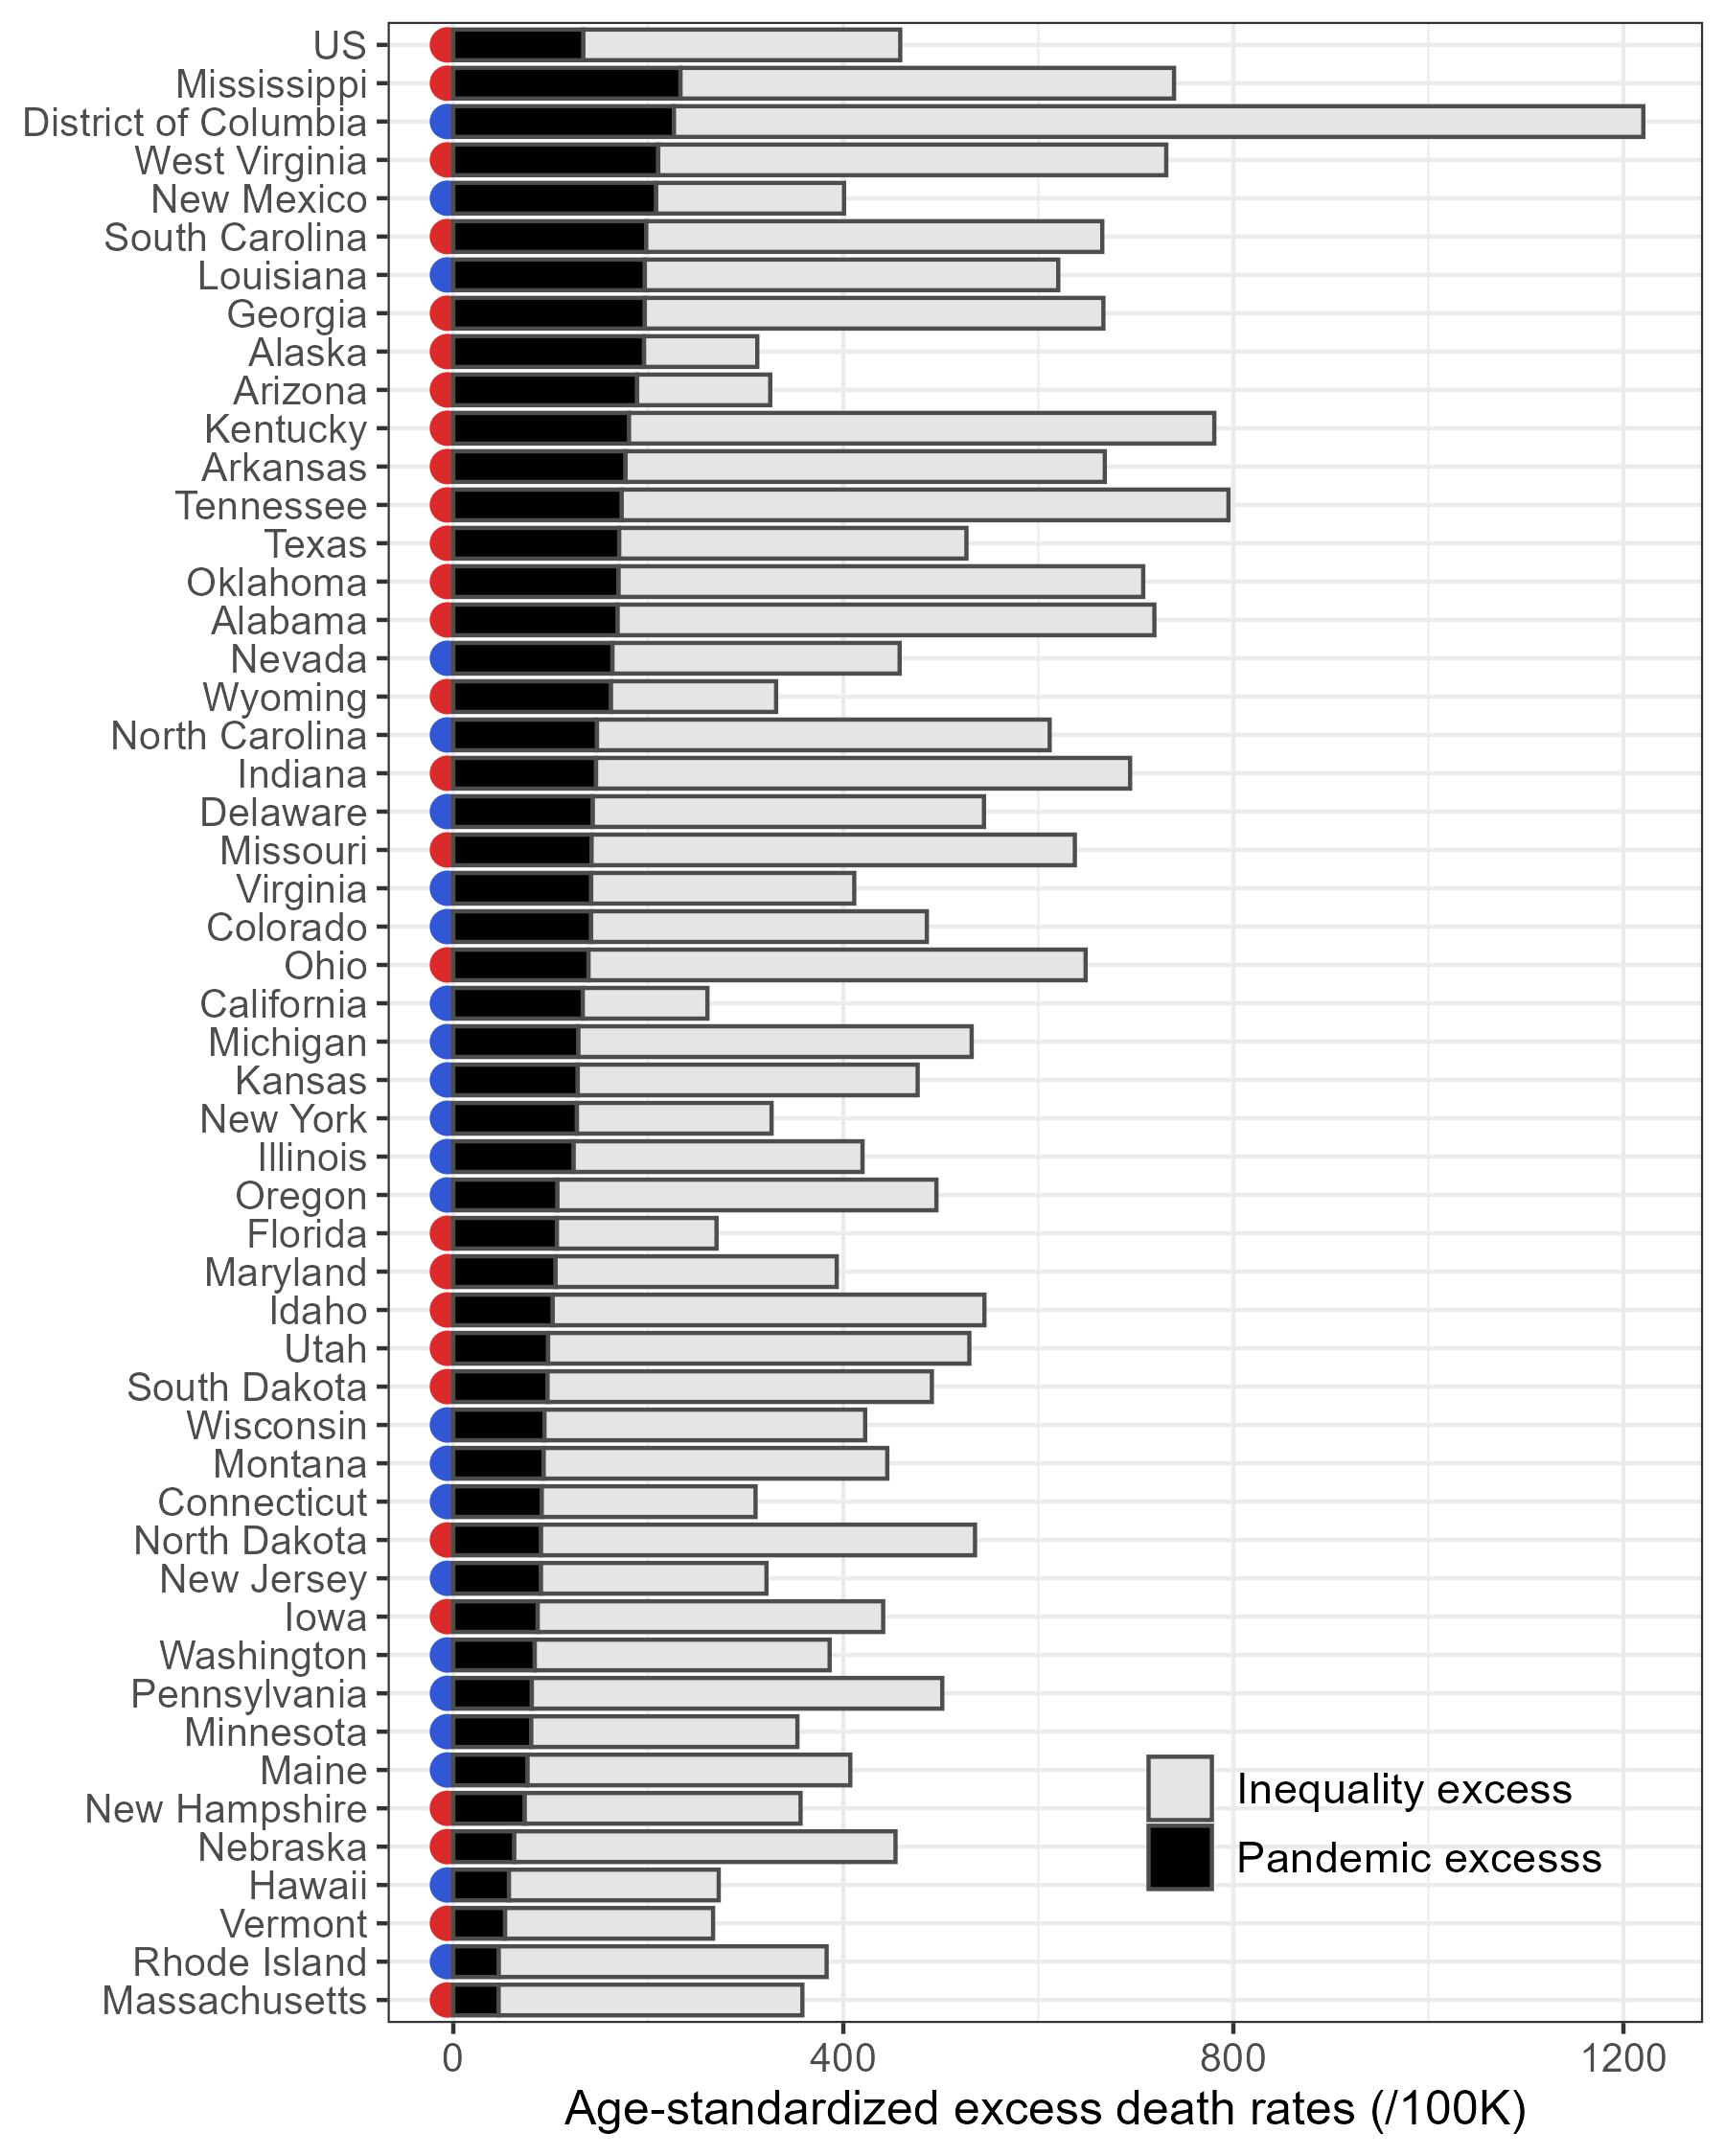 US
Mississippi
District of Columbia
West Virginia
New Mexico
South Carolina
Louisiana
Georgia
Alaska
Arizona
Kentucky
Arkansas
Tennessee
Texas
Oklahoma
Alabama
Nevada
Wyoming
North Carolina
Indiana
Delaware
Missouri
Virginia
Colorado
Ohio
California
Michigan
Kansas
New York
Illinois
Oregon
Florida
Maryland
Idaho
Utah
South Dakota
Wisconsin
Montana
Connecticut
North Dakota
New Jersey
Iowa
Washington
Pennsylvania
Minnesota
Maine
New Hampshire
Nebraska
Hawaii
Vermont
Rhode Island
Massachusetts
Inequality excess
Pandemic excesss
0 400 800 1200
Age-standardized excess death rates (/100K)